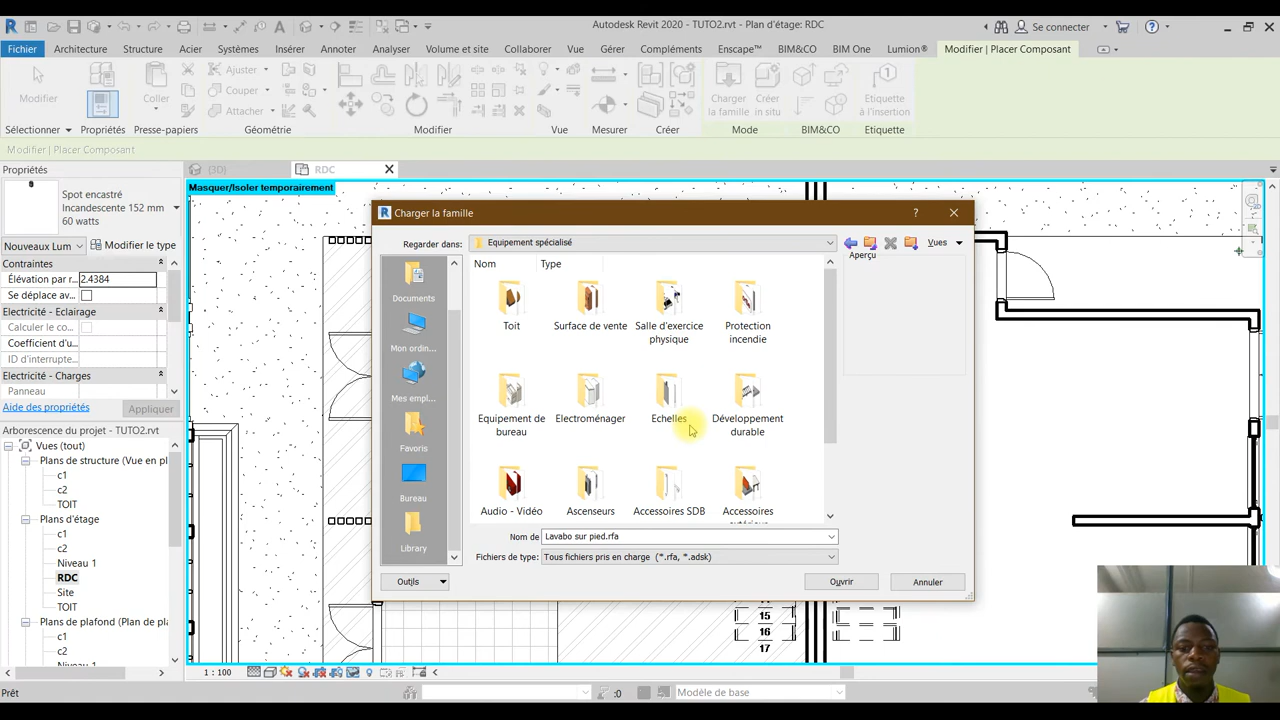 Autodesk Revit 2020 - TUTO2.rvt - Plan d'étage: RDC
Se connecter
Fichier Architecture Structure Acier Systèmes Insérer Annoter Analyser Volume et site Collaborer Vue Gérer Compléments Enscape™ BIM&CO BIM One Lumion® Modifier | Placer Composant
Modifier Coller Ajuster Couper Attacher Charger la famille Créer in situ Etiquette à l'insertion
Sélectionner Propriétés Presse-papiers Géométrie Modifier Vue Mesurer Créer Mode BIM&CO Etiquette
Modifier | Placer Composant
Propriétés
(3D)
RDC
Masquer/Isoler temporairement
Spot encastré
Incandescente 152 mm
60 watts
Nouveaux Lum
Modifier le type
Contraintes
Élévation par r... 2.4384
Se déplace av...
Electricité - Eclairage
Calculer le co...
Coefficient d'u...
ID d'interrupte...
Electricité - Charges
Panneau
Aide des propriétés
Appliquer
Arborescence du projet - TUTO2.rvt
Vues (tout)
Plans de structure (Vue en pl
c1
c2
TOIT
Plans d'étage
c1
c2
Niveau 1
RDC
Site
TOIT
Plans de plafond (Plan de pla
c1
Niveau 1
Charger la famille
Regarder dans:
Equipement spécialisé
Vues
Documents
Mon ordin...
Mes empl...
Favoris
Bureau
Library
Nom Type
Toit
Surface de vente
Salle d'exercice physique
Protection incendie
Equipement de bureau
Electroménager
Echelles
Développement durable
Audio - Vidéo
Ascenseurs
Accessoires SDB
Accessoires extérieurs
Aperçu
Nom de
Lavabo sur pied.rfa
Fichiers de type:
Tous fichiers pris en charge (*.rfa, *.adsk)
Outils
Ouvrir
Annuler
15
16
17
1 : 100
Prêt
:0
Modèle de base